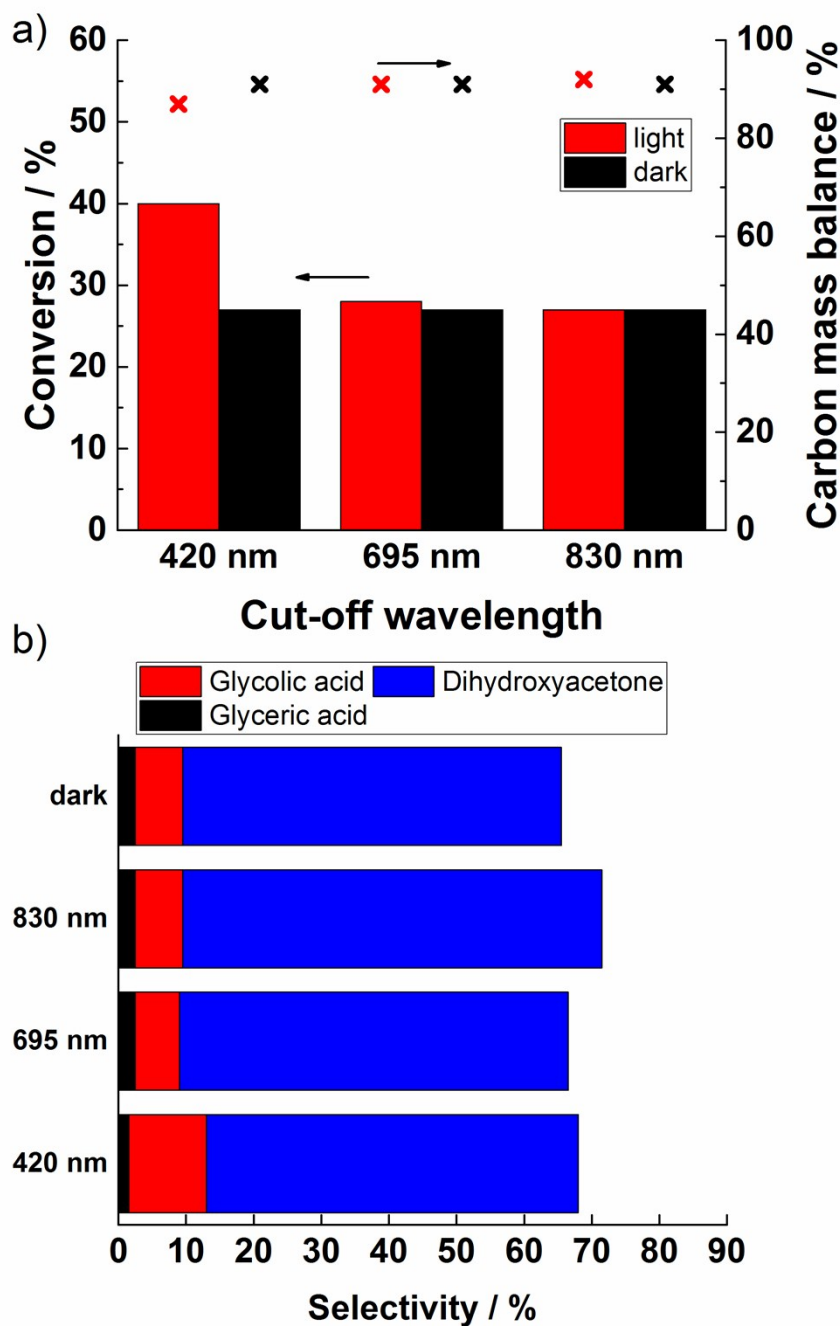 a)
60
50
40
30
20
10
0
Conversion / %
100
80
60
40
20
0
Carbon mass balance / %
light
dark
420 nm
695 nm
830 nm
Cut-off wavelength
b)
Glycolic acid
Dihydroxyacetone
Glyceric acid
dark
830 nm
695 nm
420 nm
0 10 20 30 40 50 60 70 80 90
Selectivity / %